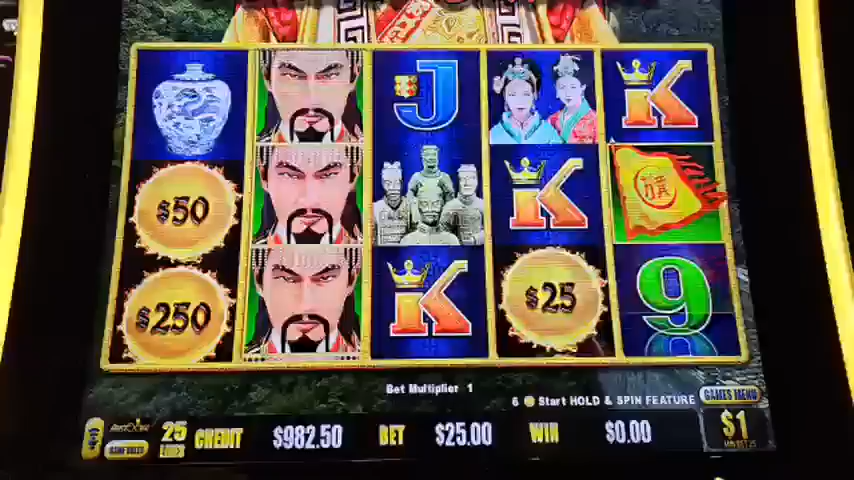 J
K
$50
K
$250
K
$25
9
Bet Multiplier 1
6 Start HOLD & SPIN FEATURE
GAMES MENU
25
CREDIT
$982.50
BET
$25.00
WIN
$0.00
$1